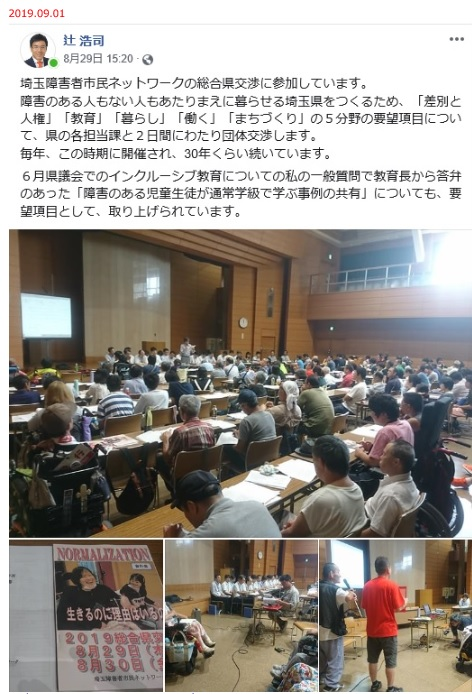 2019.09.01
辻 浩司
8月29日 15:20
埼玉障害者市民ネットワークの総合県交渉に参加しています。
障害のある人もない人もあたりまえに暮らせる埼玉県をつくるため、「差別と
人権」「教育」「暮らし」「働く」「まちづくり」の５分野の要望項目につい
て、県の各担当課と２日間にわたり団体交渉します。
毎年、この時期に開催され、30年くらい続いています。
６月県議会でのインクルーシブ教育についての私の一般質問で教育長から答弁
のあった「障害のある児童生徒が通常学級で学ぶ事例の共有」についても、要
望項目として、取り上げられています。
NORMALIZATION
生きるのに理由はいるの
2019総合県
8月29日(木
8月30日(金
埼玉障害者市民ネット